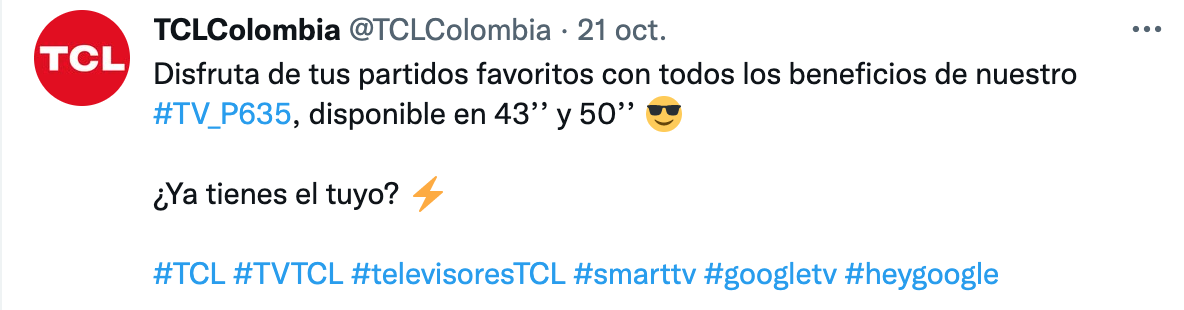 TCL
TCLColombia @TCLColombia · 21 oct.
Disfruta de tus partidos favoritos con todos los beneficios de nuestro
#TV_P635, disponible en 43’’ y 50’’ 😎
¿Ya tienes el tuyo? ⚡
#TCL #TVTCL #televisoresTCL #smarttv #googletv #heygoogle